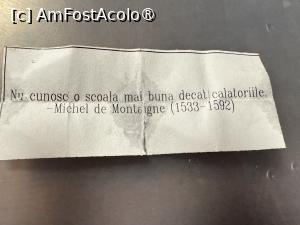 [c] AmFostAcolo®
Nu cunosc o scoala mai buna decat calatoriile.
-Michel de Montaigne (1533-1592)